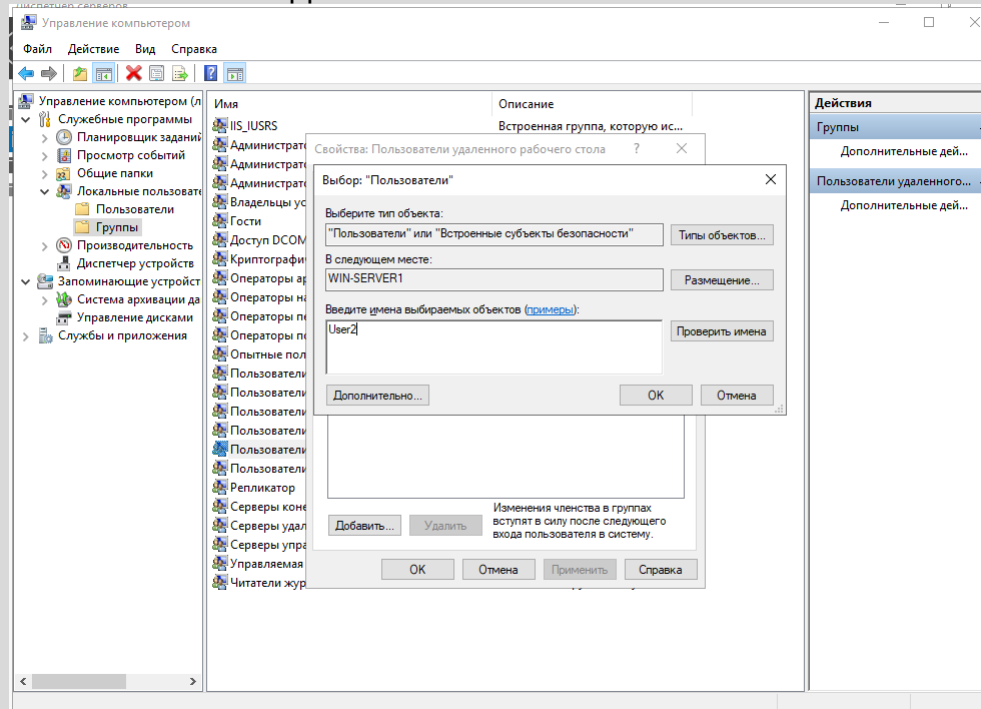 Диспетчер серверов
Управление компьютером
Файл Действие Вид Справка
Управление компьютером (л
Служебные программы
Планировщик заданий
Просмотр событий
Общие папки
Локальные пользовате
Пользователи
Группы
Производительность
Диспетчер устройств
Запоминающие устройст
Система архивации да
Управление дисками
Службы и приложения
Имя Описание
IIS_IUSRS Встроенная группа, которую ис...
Администрато
Администрато
Администрато
Владельцы ус
Гости
Доступ DCOM
Криптографи
Операторы ар
Операторы на
Операторы пе
Операторы по
Опытные пол
Пользователи
Пользователи
Пользователи
Пользователи
Пользователи
Пользователи
Репликатор
Серверы коне
Серверы удал
Серверы упра
Управляемая
Читатели жур
Свойства: Пользователи удаленного рабочего стола ?
Выбор: "Пользователи"
Выберите тип объекта:
"Пользователи" или "Встроенные субъекты безопасности" Типы объектов...
В следующем месте:
WIN-SERVER1 Размещение...
Введите имена выбираемых объектов (примеры):
User2 Проверить имена
Дополнительно... ОК Отмена
Добавить... Удалить
Изменения членства в группах
вступят в силу после следующего
входа пользователя в систему.
ОК Отмена Применить Справка
Действия
Группы
Дополнительные дей...
Пользователи удаленного...
Дополнительные дей...